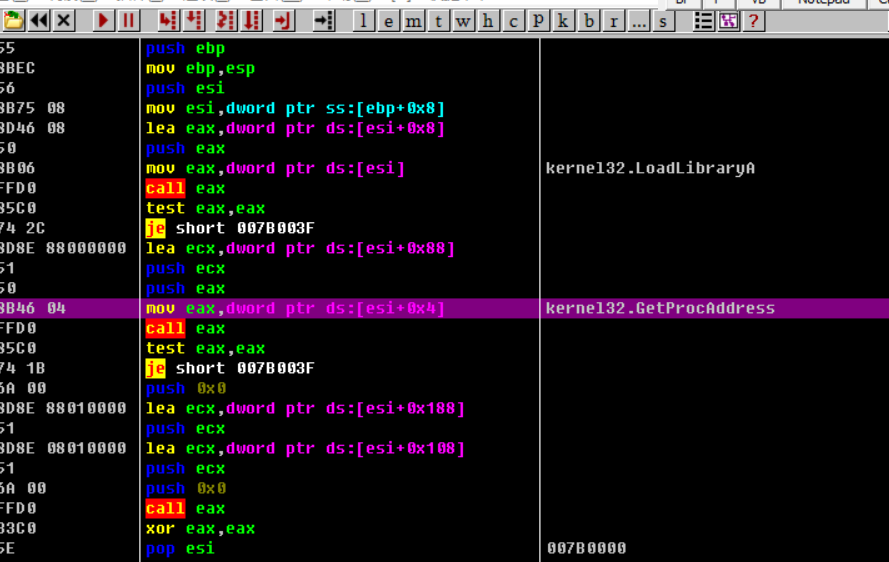 l e m t w h c P k b r ... s ?
55 push ebp
8BEC mov ebp,esp
56 push esi
8B75 08 mov esi,dword ptr ss:[ebp+0x8]
8D46 08 lea eax,dword ptr ds:[esi+0x8]
50 push eax
8B06 mov eax,dword ptr ds:[esi] kernel32.LoadLibraryA
FFD0 call eax
85C0 test eax,eax
74 2C je short 007B003F
8D8E 88000000 lea ecx,dword ptr ds:[esi+0x88]
51 push ecx
50 push eax
8B46 04 mov eax,dword ptr ds:[esi+0x4] kernel32.GetProcAddress
FFD0 call eax
85C0 test eax,eax
74 1B je short 007B003F
6A 00 push 0x0
8D8E 88010000 lea ecx,dword ptr ds:[esi+0x188]
51 push ecx
8D8E 08010000 lea ecx,dword ptr ds:[esi+0x108]
51 push ecx
6A 00 push 0x0
FFD0 call eax
33C0 xor eax,eax
5E pop esi 007B0000